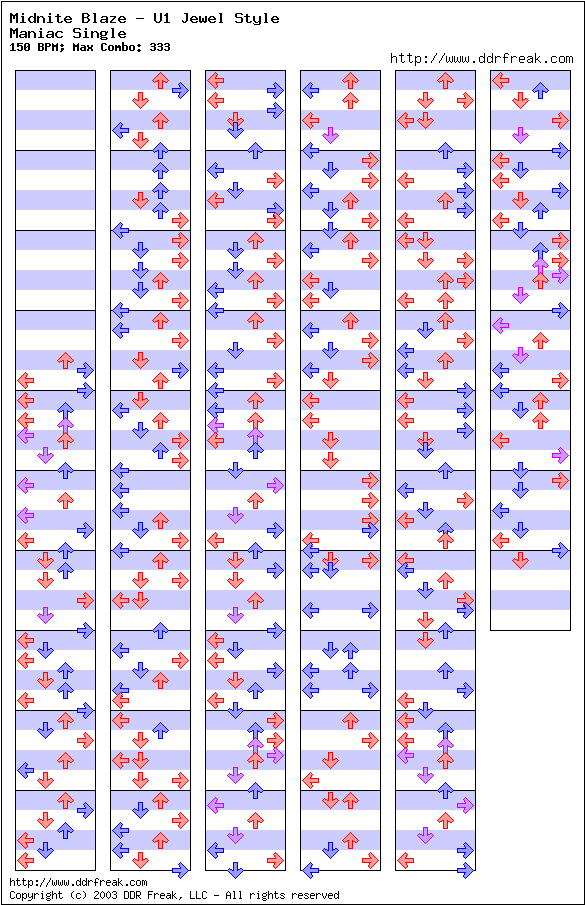 Midnite Blaze - U1 Jewel Style
Maniac Single
150 BPM; Max Combo: 333
http://www.ddrfreak.com
http://www.ddrfreak.com
Copyright (c) 2003 DDR Freak, LLC - All rights reserved